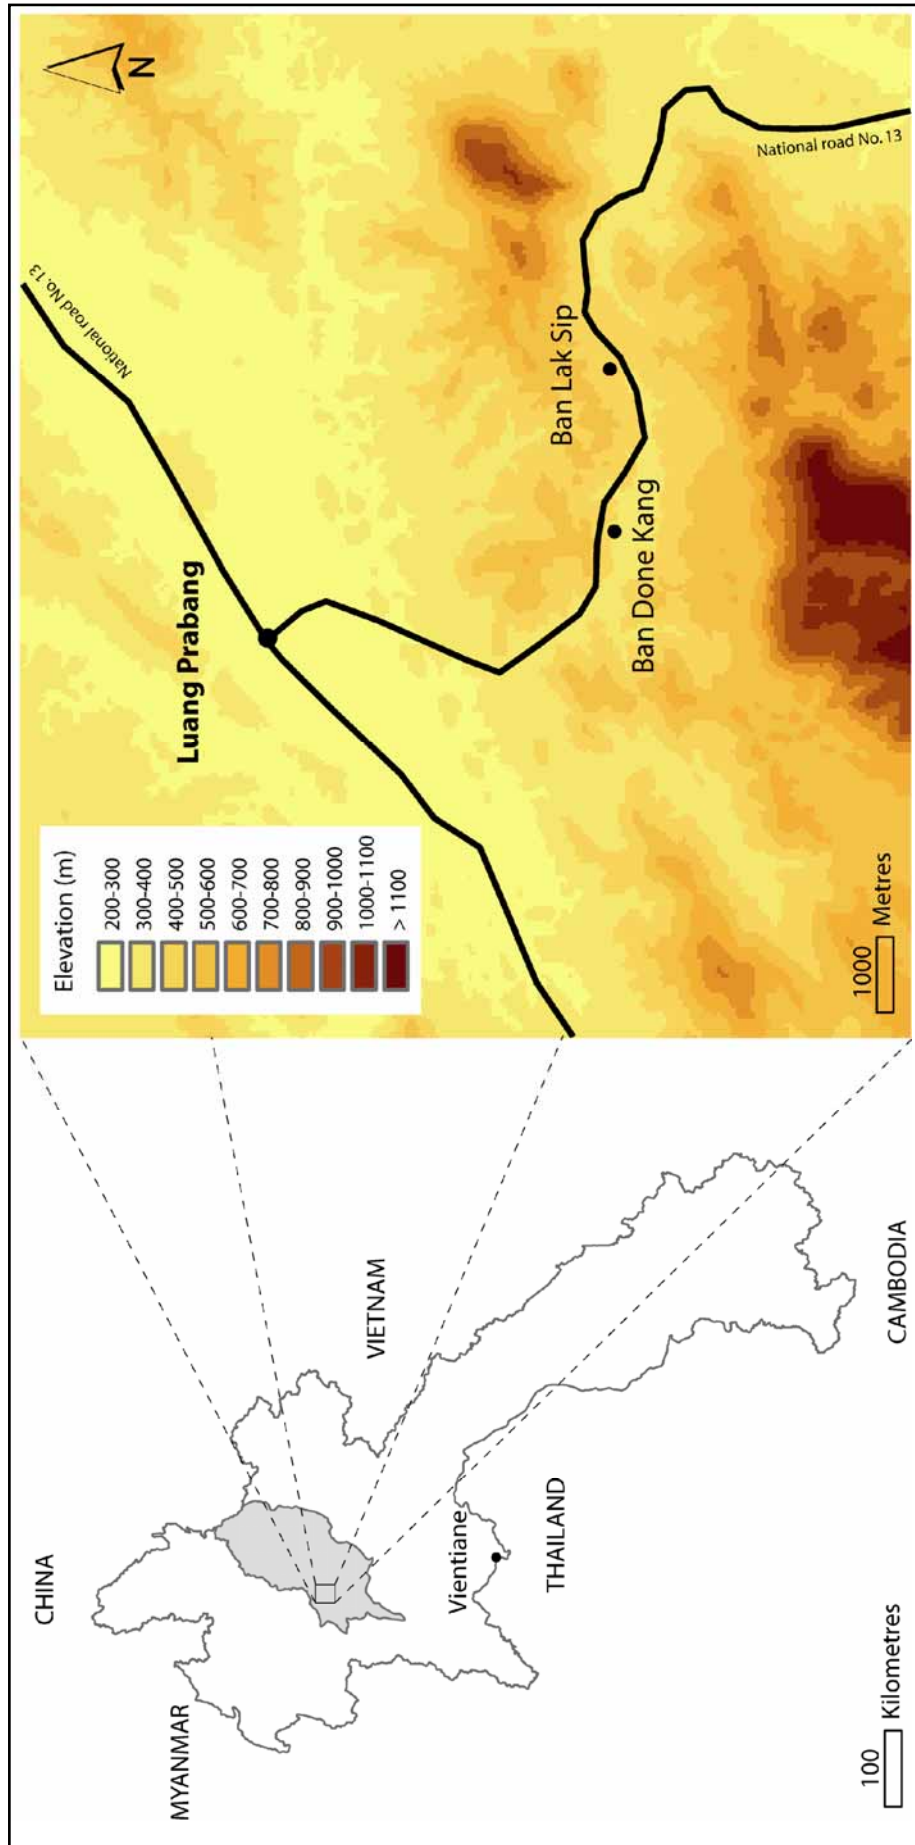 CHINA
MYANMAR
VIETNAM
Vientiane
THAILAND
CAMBODIA
100
Kilometres
Elevation (m)
200-300
300-400
400-500
500-600
600-700
700-800
800-900
900-1000
1000-1100
> 1100
Luang Prabang
National road No. 13
N
Ban Lak Sip
Ban Done Kang
National road No. 13
1000
Metres